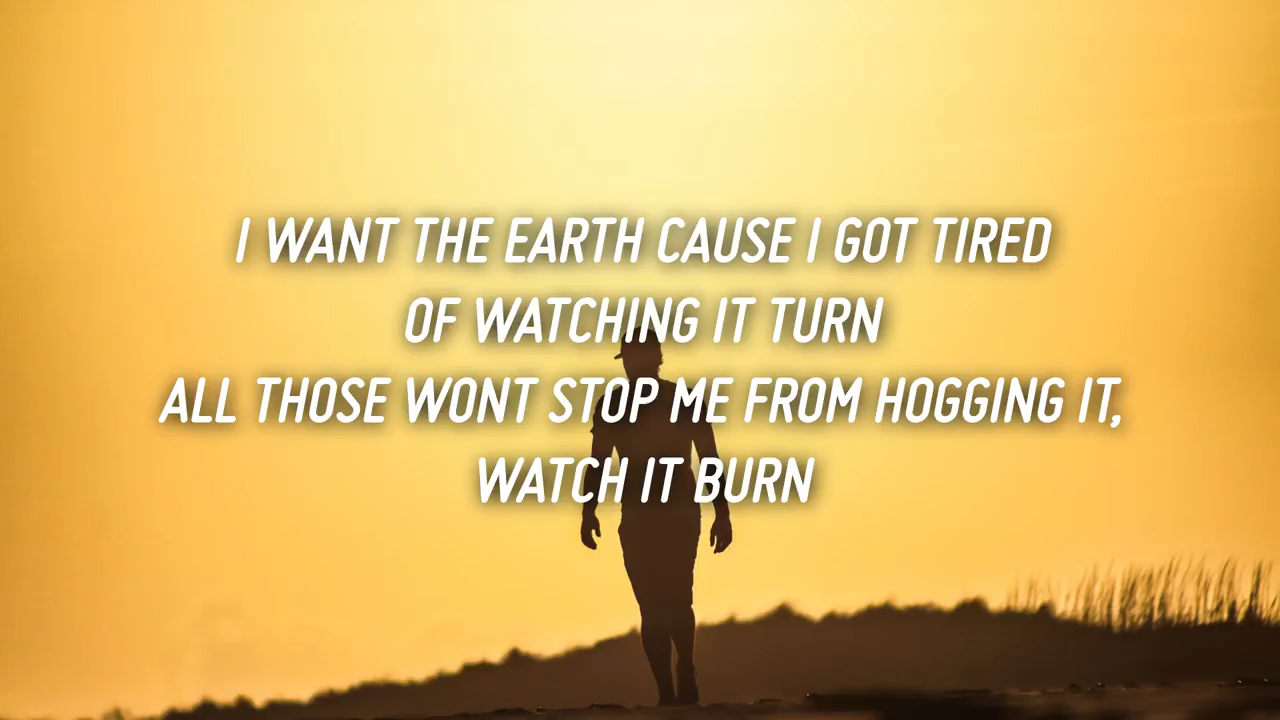 I WANT THE EARTH CAUSE I GOT TIRED
OF WATCHING IT TURN
ALL THOSE WONT STOP ME FROM HOGGING IT,
WATCH IT BURN